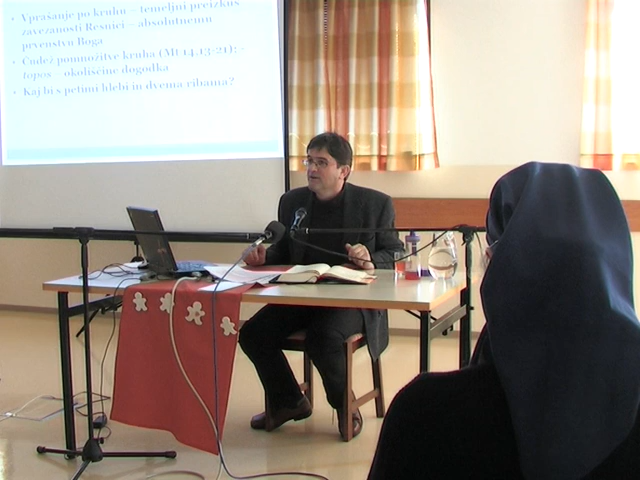 • Vprašanje po kruhu – temeljni preizkus
zavezanosti Resnici – absolutnemu
prvenstvu Boga
• Čudež pomnožitve kruha (Mt 14,13-21); -
topos – okoliščine dogodka
• Kaj bi s petimi hlebi in dvema ribama?